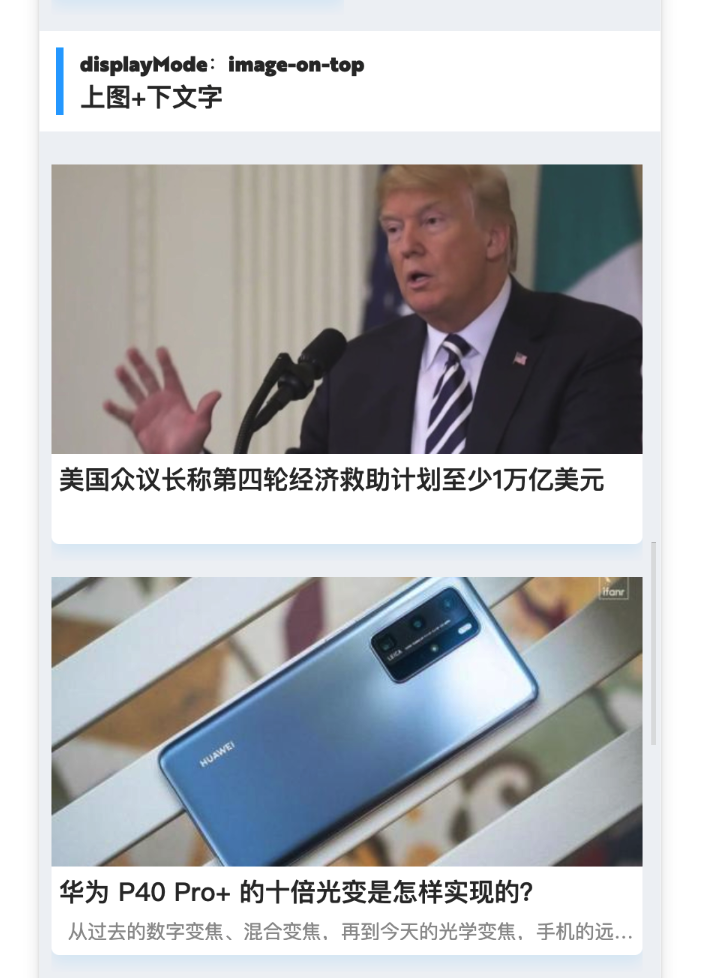 displayMode：image-on-top
上图+下文字
美国众议长称第四轮经济救助计划至少1万亿美元
ifanr
LEICA
HUAWEI
华为 P40 Pro+ 的十倍光变是怎样实现的?
从过去的数字变焦、混合变焦，再到今天的光学变焦，手机的远...